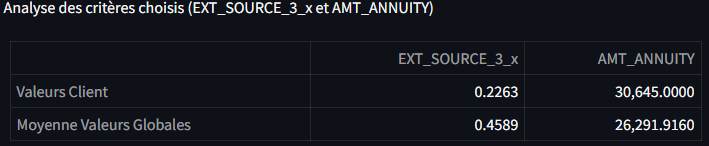 Analyse des critères choisis (EXT_SOURCE_3_x et AMT_ANNUITY)
EXT_SOURCE_3_x AMT_ANNUITY
Valeurs Client 0.2263 30,645.0000
Moyenne Valeurs Globales 0.4589 26,291.9160